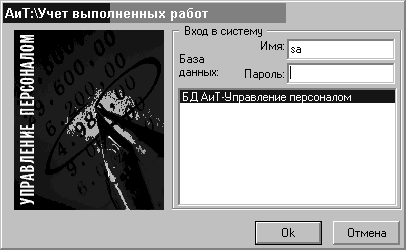 АиТ:\Учет выполненных работ
УПРАВЛЕНИЕ ПЕРСОНАЛОМ
Вход в систему
Имя: sa
База данных:
Пароль:
БД АиТ-Управление персоналом
Ok
Отмена